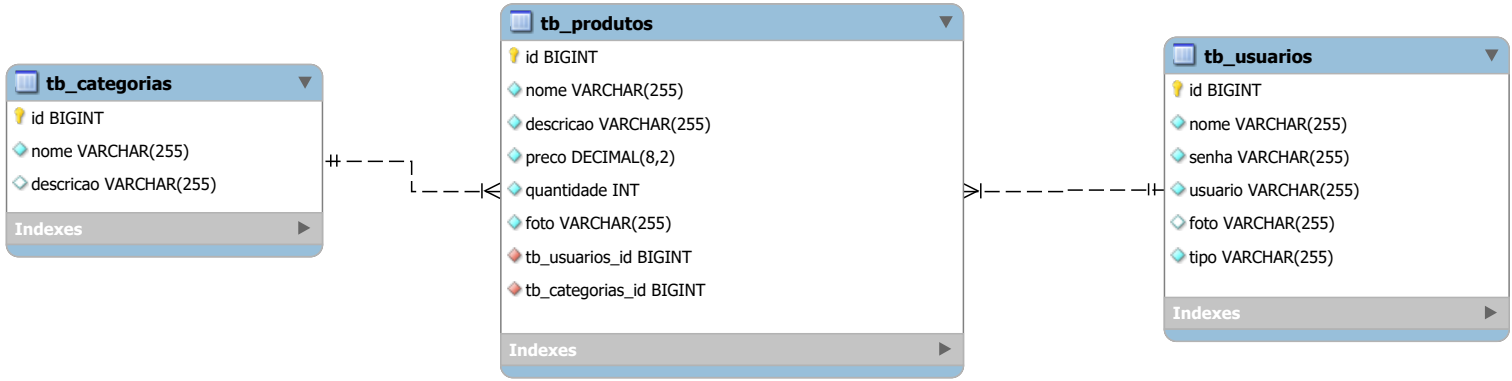 tb_categorias
id BIGINT
nome VARCHAR(255)
descricao VARCHAR(255)
Indexes
tb_produtos
id BIGINT
nome VARCHAR(255)
descricao VARCHAR(255)
preco DECIMAL(8,2)
quantidade INT
foto VARCHAR(255)
tb_usuarios_id BIGINT
tb_categorias_id BIGINT
Indexes
tb_usuarios
id BIGINT
nome VARCHAR(255)
senha VARCHAR(255)
usuario VARCHAR(255)
foto VARCHAR(255)
tipo VARCHAR(255)
Indexes